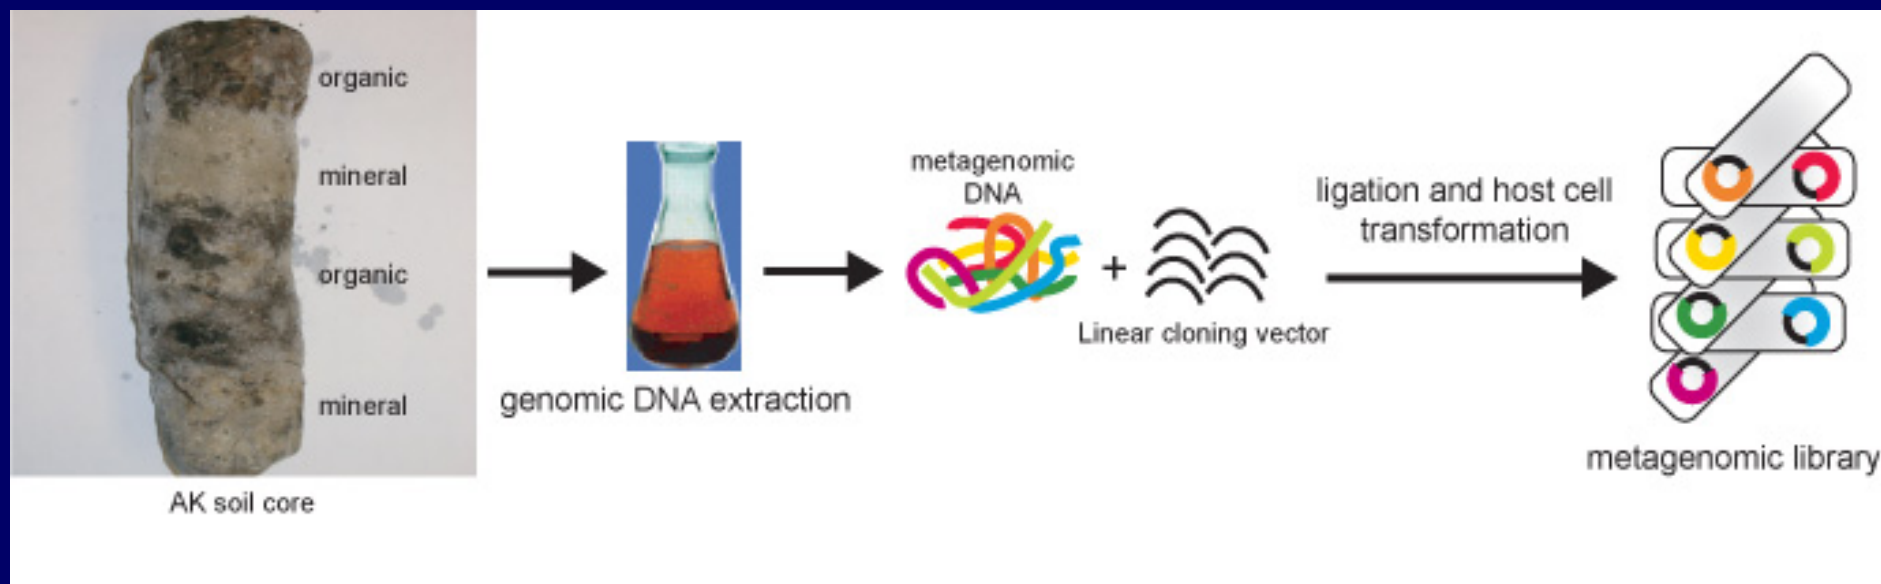 organic
mineral
organic
mineral
AK soil core
genomic DNA extraction
metagenomic
DNA
+
Linear cloning vector
ligation and host cell
transformation
metagenomic library